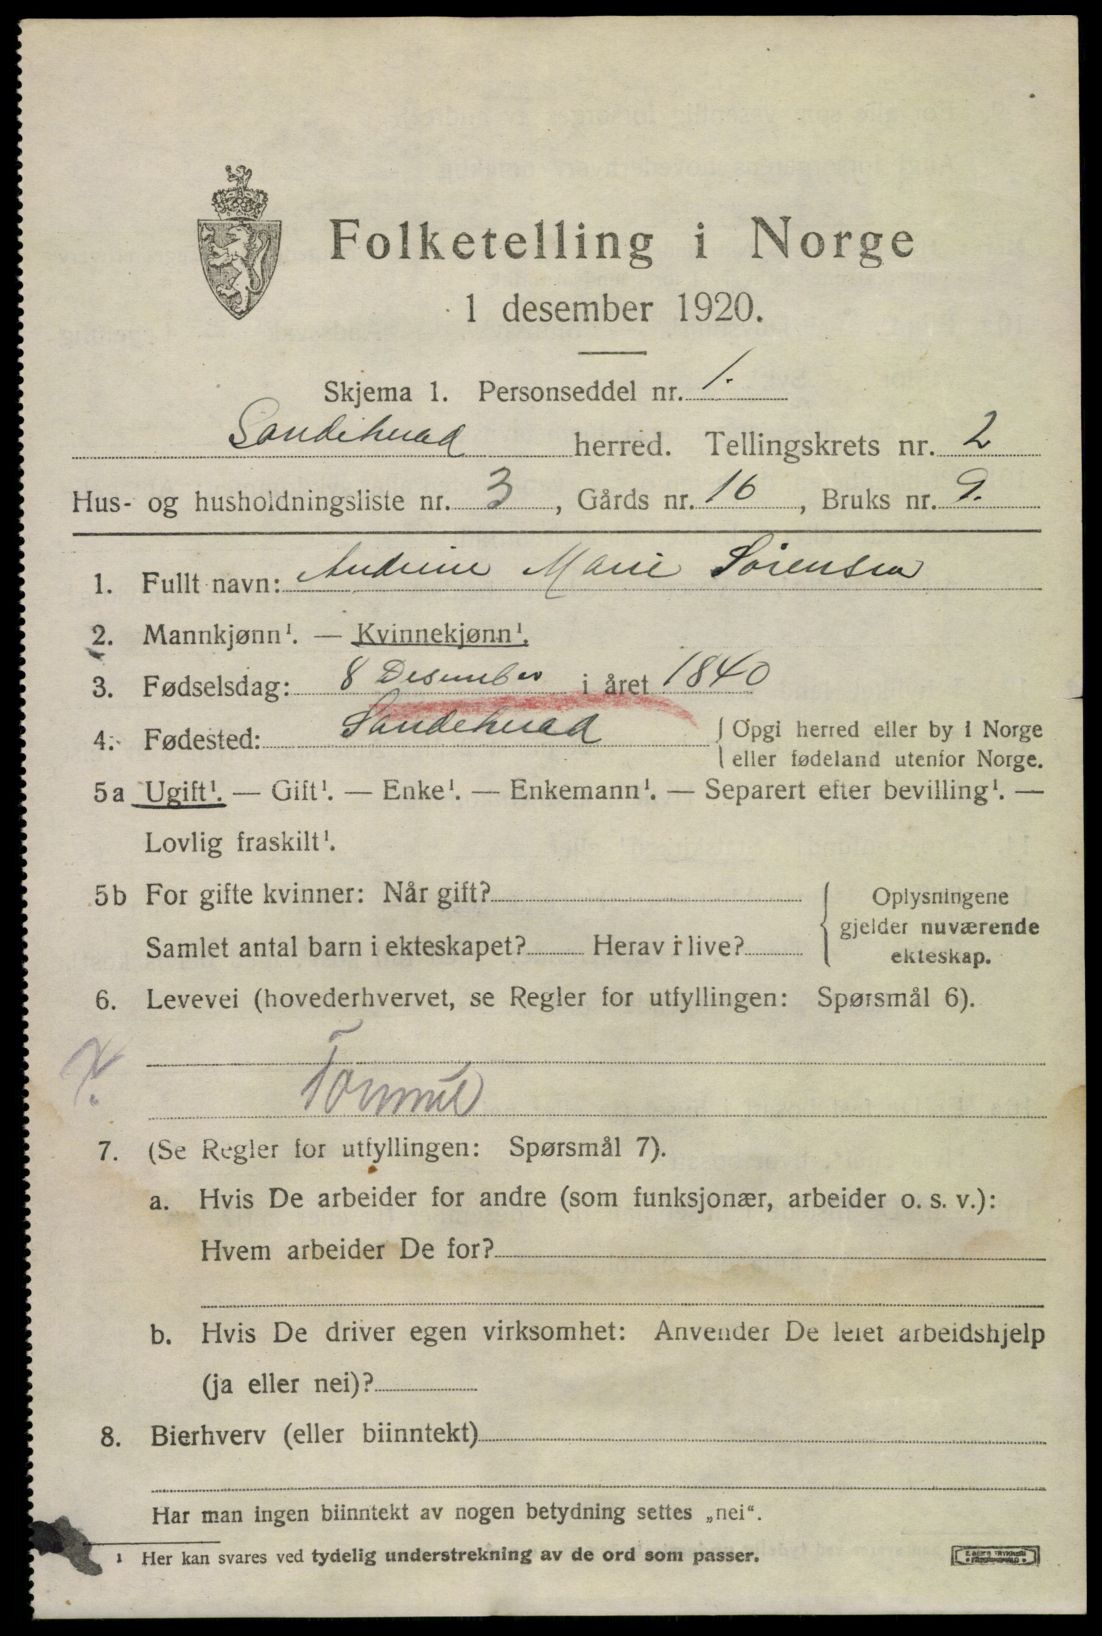 Folketelling i Norge
1 desember 1920.
Skjema 1. Personseddel nr. 1.
Sandeherad herred. Tellingskrets nr. 2
Hus- og husholdningsliste nr. 3, Gårds nr. 16, Bruks nr. 9.
1. Fullt navn: Andrine Marie Sørensen
2. Mannkjønn¹. — Kvinnekjønn¹.
3. Fødselsdag: 8 Desember i året 1840
4. Fødested: Sandeherad { Opgi herred eller by i Norge
{ eller fødeland utenfor Norge.
5a Ugift¹. — Gift¹. — Enke¹. — Enkemann¹. — Separert efter bevilling¹. —
Lovlig fraskilt¹.
5b For gifte kvinner: Når gift?
Samlet antal barn i ekteskapet? Herav i live?
Oplysningene
gjelder nuværende
ekteskap.
6. Levevei (hovederhvervet, se Regler for utfyllingen: Spørsmål 6).
Formue
7. (Se Regler for utfyllingen: Spørsmål 7).
a. Hvis De arbeider for andre (som funksjonær, arbeider o. s. v.):
Hvem arbeider De for?
b. Hvis De driver egen virksomhet: Anvender De leiet arbeidshjelp
(ja eller nei)?
8. Bierhverv (eller biinntekt)
Har man ingen biinntekt av nogen betydning settes „nei“.
¹ Her kan svares ved tydelig understrekning av de ord som passer.